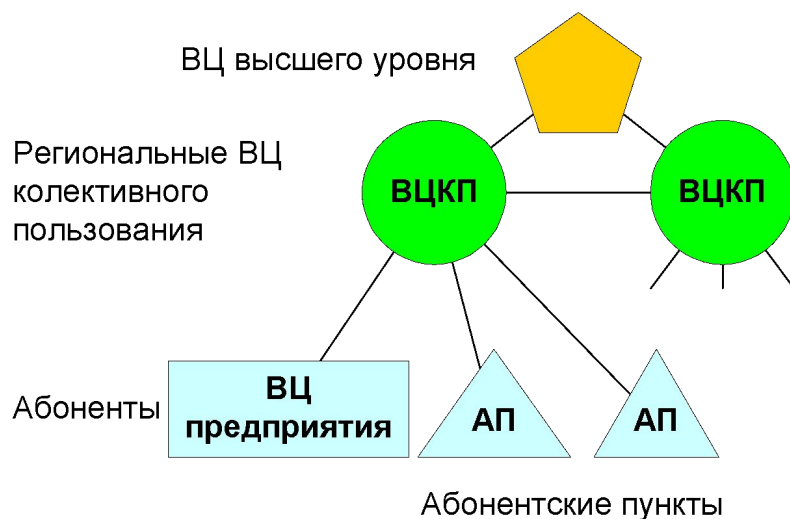 ВЦ высшего уровня
Региональные ВЦ
колективного
пользования
ВЦКП
ВЦКП
Абоненты
ВЦ
предприятия
АП
АП
Абонентские пункты